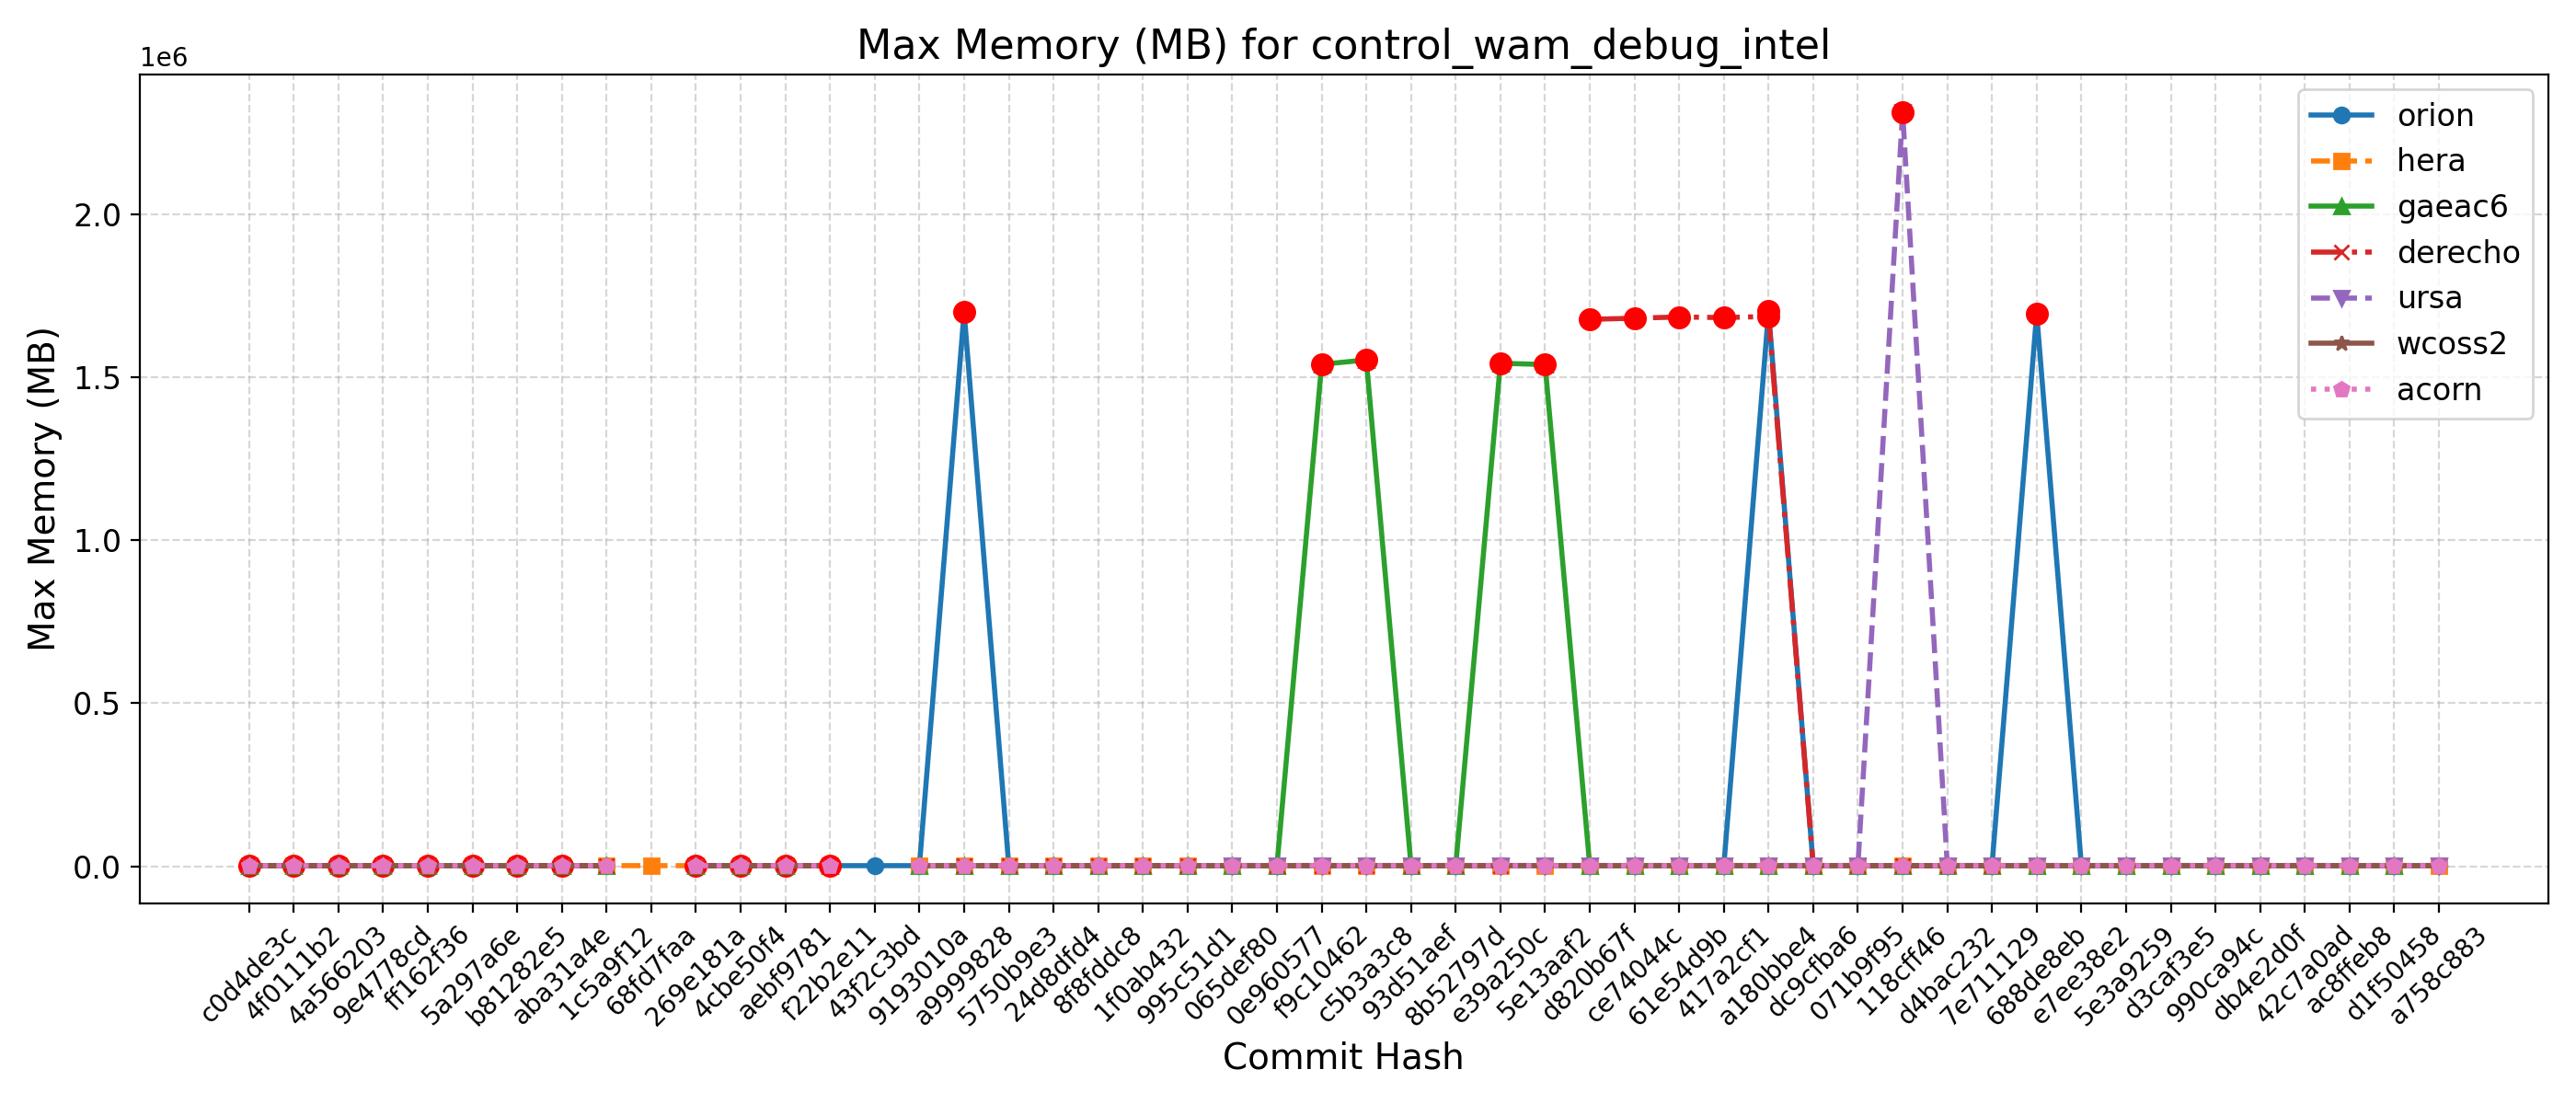 Max Memory (MB) for control_wam_debug_intel
1e6
Max Memory (MB)
2.0
1.5
1.0
0.5
0.0
orion
hera
gaeac6
derecho
ursa
wcoss2
acorn
c0d4de3c
4f0111b2
4a566203
9e4778cd
ff162f36
5a297a6e
b81282e5
aba31a4e
1c5a9f12
68fd7faa
269e181a
4cbe50f4
aebf9781
f22b2e11
43f2c3bd
9193010a
a9999828
5750b9e3
24d8dfd4
8f8fddc8
1f0ab432
995c51d1
065def80
0e960577
f9c10462
c5b3a3c8
93d51aef
8b52797d
e39a250c
5e13aaf2
d820b67f
ce74044c
61e54d9b
417a2cf1
a180bbe4
dc9cfba6
071b9f95
118cff46
d4bac232
7e711129
688de8eb
e7ee38e2
5e3a9259
d3caf3e5
990ca94c
db4e2d0f
42c7a0ad
ac8ffeb8
d1f50458
a758c883
Commit Hash